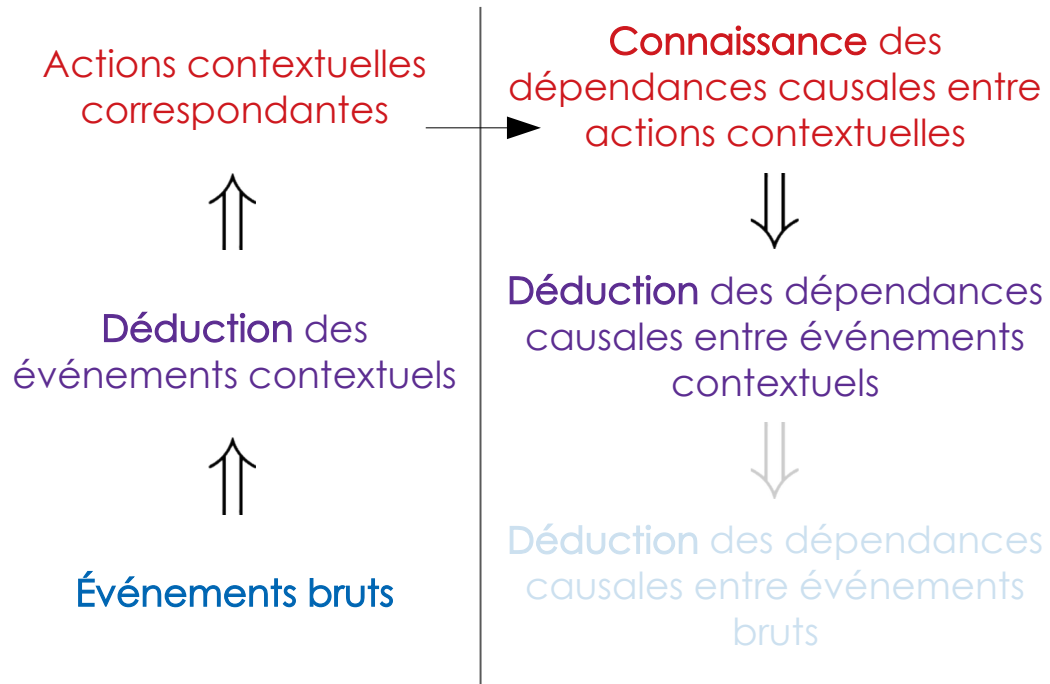 Actions contextuelles
correspondantes
Déduction des
événements contextuels
Événements bruts
Connaissance des
dépendances causales entre
actions contextuelles
Déduction des dépendances
causales entre événements
contextuels
Déduction des dépendances
causales entre événements
bruts